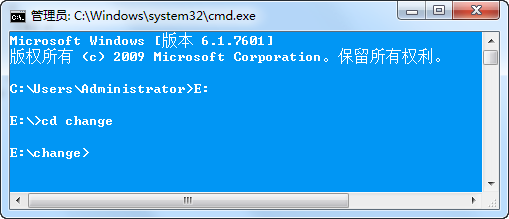 管理员: C:\Windows\system32\cmd.exe
Microsoft Windows [版本 6.1.7601]
版权所有 (c) 2009 Microsoft Corporation。保留所有权利。
C:\Users\Administrator>E:
E:\>cd change
E:\change>